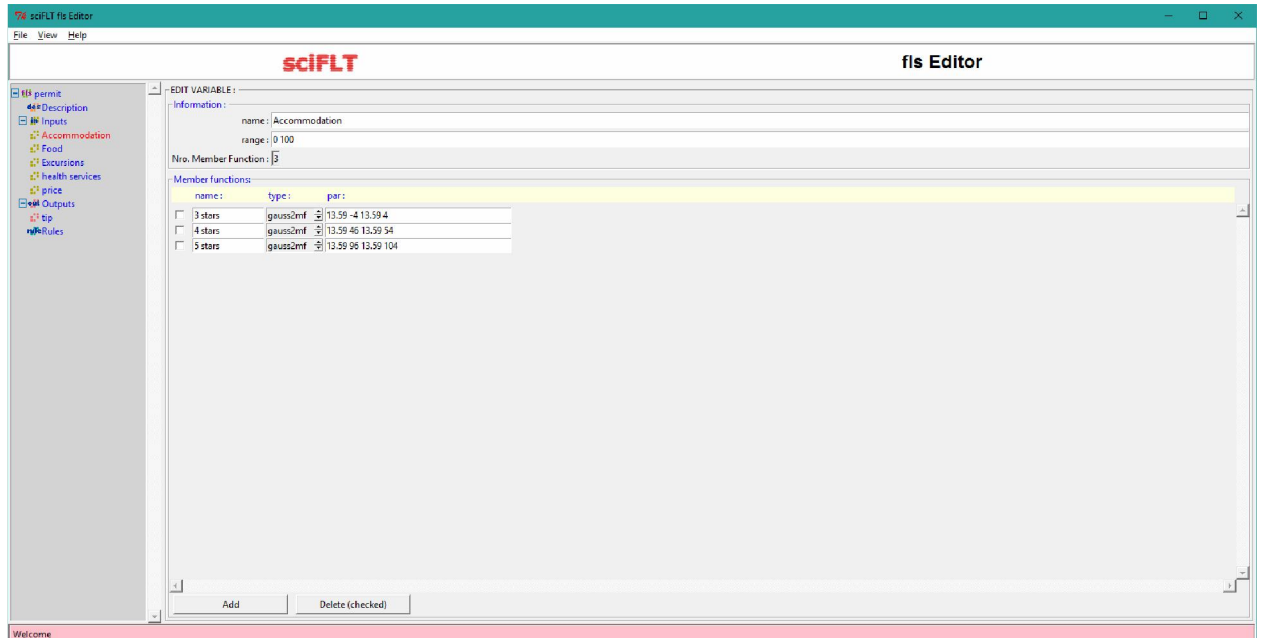 sciFLT fls Editor
File View Help
sciFLT
fls Editor
permit
Description
Inputs
Accommodation
Food
Excursions
health services
price
Outputs
tip
Rules
EDIT VARIABLE :
Information :
name : Accommodation
range : 0 100
Nro. Member Function : 3
Member functions:
name : type : par :
3 stars gauss2mf 13.59 -4 13.59 4
4 stars gauss2mf 13.59 46 13.59 54
5 stars gauss2mf 13.59 96 13.59 104
Add Delete (checked)
Welcome